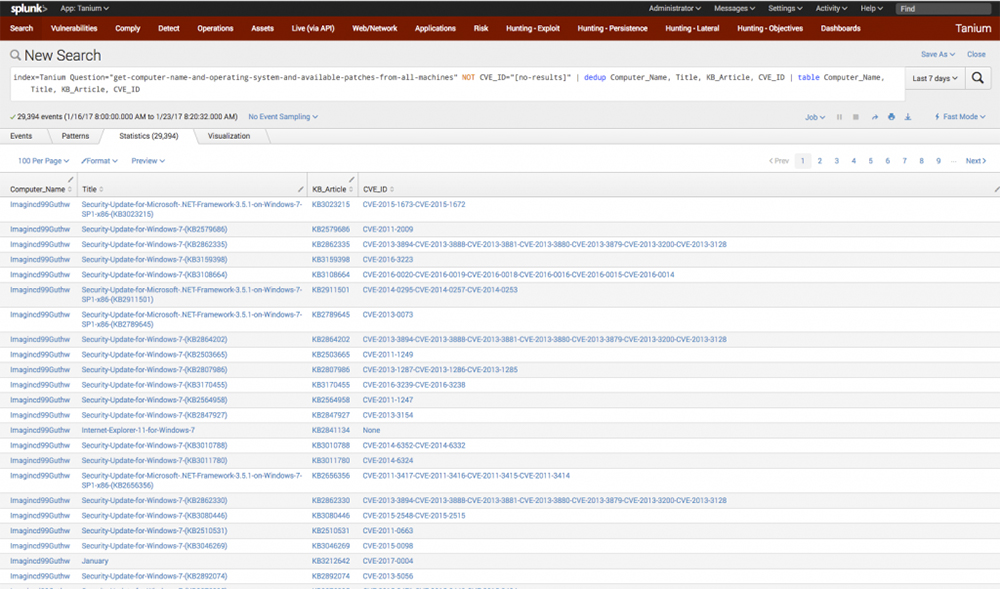 splunk> App: Tanium Administrator Messages Settings Activity Help Find
Search Vulnerabilities Comply Detect Operations Assets Live (via API) Web/Network Applications Risk Hunting - Exploit Hunting - Persistence Hunting - Lateral Hunting - Objectives Dashboards Tanium
New Search Save As Close
index=Tanium Question="get-computer-name-and-operating-system-and-available-patches-from-all-machines" NOT CVE_ID="[no-results]" | dedup Computer_Name, Title, KB_Article, CVE_ID | table Computer_Name,
Title, KB_Article, CVE_ID
Last 7 days
29,394 events (1/16/17 8:00:00.000 AM to 1/23/17 8:20:32.000 AM) No Event Sampling Job Fast Mode
Events Patterns Statistics (29,394) Visualization
100 Per Page Format Preview < Prev 1 2 3 4 5 6 7 8 9 ... Next >
Computer_Name Title KB_Article CVE_ID
Imagincd99Guthw Security-Update-for-Microsoft-.NET-Framework-3.5.1-on-Windows-7-
SP1-x86-(KB3023215) KB3023215 CVE-2015-1673-CVE-2015-1672
Imagincd99Guthw Security-Update-for-Windows-7-(KB2579686) KB2579686 CVE-2011-2009
Imagincd99Guthw Security-Update-for-Windows-7-(KB2862335) KB2862335 CVE-2013-3894-CVE-2013-3888-CVE-2013-3881-CVE-2013-3880-CVE-2013-3879-CVE-2013-3200-CVE-2013-3128
Imagincd99Guthw Security-Update-for-Windows-7-(KB3159398) KB3159398 CVE-2016-3223
Imagincd99Guthw Security-Update-for-Windows-7-(KB3108664) KB3108664 CVE-2016-0020-CVE-2016-0019-CVE-2016-0018-CVE-2016-0016-CVE-2016-0015-CVE-2016-0014
Imagincd99Guthw Security-Update-for-Microsoft-.NET-Framework-3.5.1-on-Windows-7-
SP1-x86-(KB2911501) KB2911501 CVE-2014-0295-CVE-2014-0257-CVE-2014-0253
Imagincd99Guthw Security-Update-for-Microsoft-.NET-Framework-3.5.1-on-Windows-7-
SP1-x86-(KB2789645) KB2789645 CVE-2013-0073
Imagincd99Guthw Security-Update-for-Windows-7-(KB2864202) KB2864202 CVE-2013-3894-CVE-2013-3888-CVE-2013-3881-CVE-2013-3880-CVE-2013-3879-CVE-2013-3200-CVE-2013-3128
Imagincd99Guthw Security-Update-for-Windows-7-(KB2503665) KB2503665 CVE-2011-1249
Imagincd99Guthw Security-Update-for-Windows-7-(KB2807986) KB2807986 CVE-2013-1287-CVE-2013-1286-CVE-2013-1285
Imagincd99Guthw Security-Update-for-Windows-7-(KB3170455) KB3170455 CVE-2016-3239-CVE-2016-3238
Imagincd99Guthw Security-Update-for-Windows-7-(KB2564958) KB2564958 CVE-2011-1247
Imagincd99Guthw Security-Update-for-Windows-7-(KB2847927) KB2847927 CVE-2013-3154
Imagincd99Guthw Internet-Explorer-11-for-Windows-7 KB2841134 None
Imagincd99Guthw Security-Update-for-Windows-7-(KB3010788) KB3010788 CVE-2014-6352-CVE-2014-6332
Imagincd99Guthw Security-Update-for-Windows-7-(KB3011780) KB3011780 CVE-2014-6324
Imagincd99Guthw Security-Update-for-Microsoft-.NET-Framework-3.5.1-on-Windows-7-
SP1-x86-(KB2656356) KB2656356 CVE-2011-3417-CVE-2011-3416-CVE-2011-3415-CVE-2011-3414
Imagincd99Guthw Security-Update-for-Windows-7-(KB2862330) KB2862330 CVE-2013-3894-CVE-2013-3888-CVE-2013-3881-CVE-2013-3880-CVE-2013-3879-CVE-2013-3200-CVE-2013-3128
Imagincd99Guthw Security-Update-for-Windows-7-(KB3080446) KB3080446 CVE-2015-2548-CVE-2015-2515
Imagincd99Guthw Security-Update-for-Windows-7-(KB2510531) KB2510531 CVE-2011-0663
Imagincd99Guthw Security-Update-for-Windows-7-(KB3046269) KB3046269 CVE-2015-0098
Imagincd99Guthw January KB3212642 CVE-2017-0004
Imagincd99Guthw Security-Update-for-Windows-7-(KB2892074) KB2892074 CVE-2013-5056